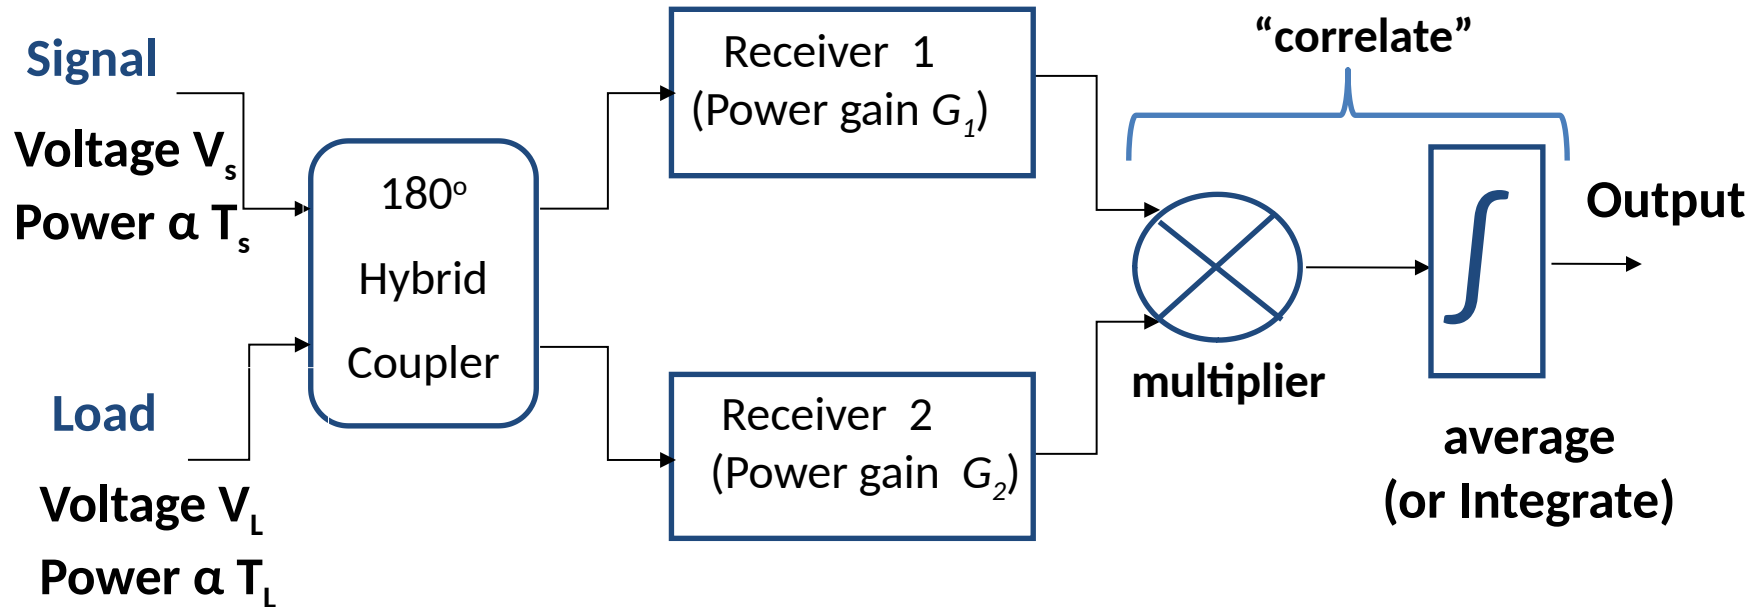 Signal
Voltage Vs
Power α Ts
Load
Voltage VL
Power α TL
180o
Hybrid
Coupler
Receiver 1
(Power gain G1)
Receiver 2
(Power gain G2)
“correlate”
multiplier
∫
average
(or Integrate)
Output